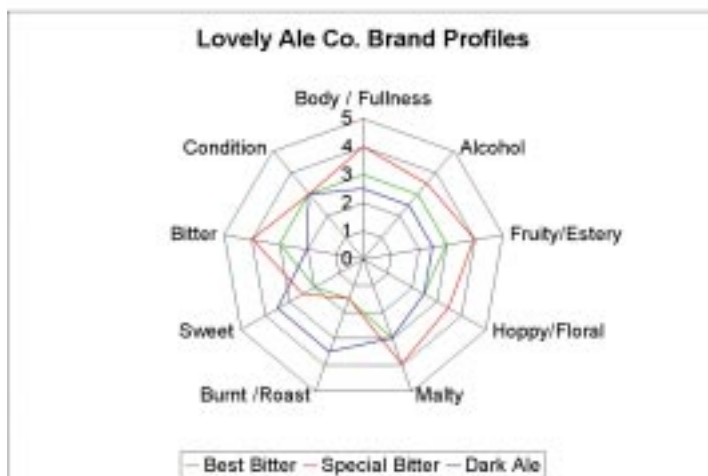 Lovely Ale Co. Brand Profiles
Body / Fullness
Condition
Alcohol
5
4
3
2
1
0
Bitter
Fruity/Estery
Sweet
Hoppy/Floral
Burnt /Roast
Malty
Best Bitter
Special Bitter
Dark Ale